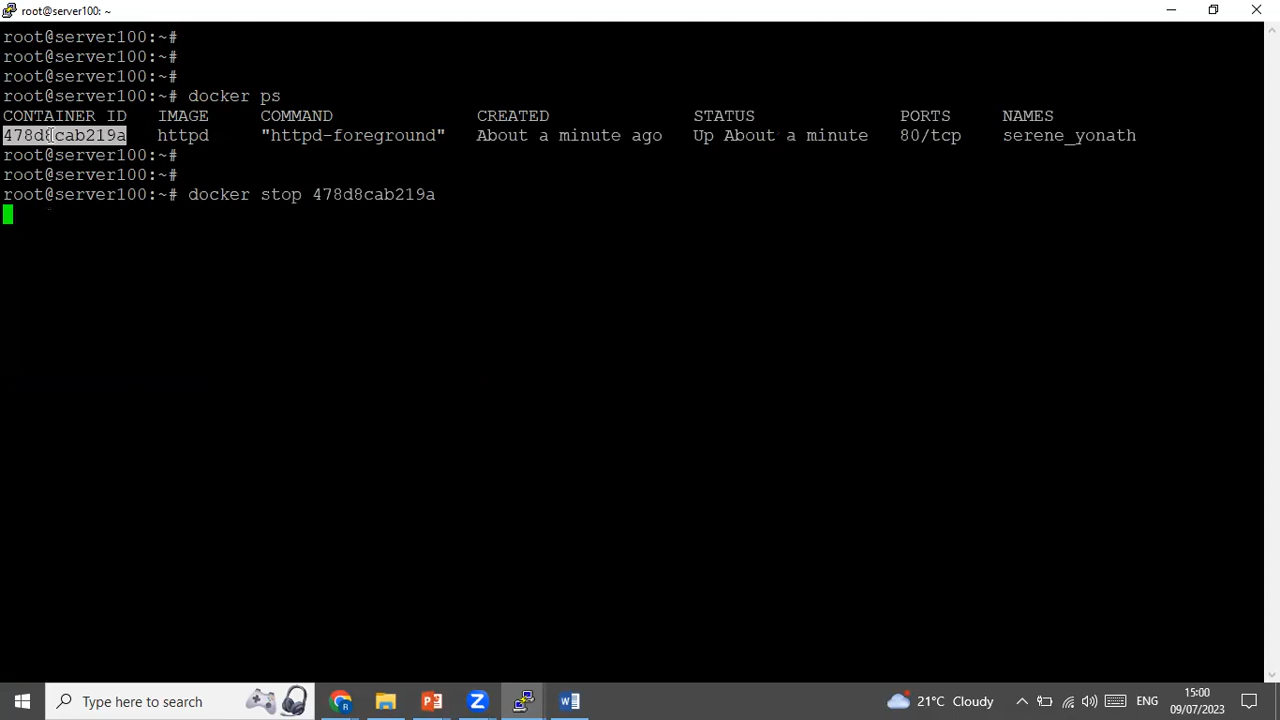 root@server100: ~
root@server100:~#
root@server100:~#
root@server100:~#
root@server100:~# docker ps
CONTAINER ID IMAGE COMMAND CREATED STATUS PORTS NAMES
478d8cab219a httpd "httpd-foreground" About a minute ago Up About a minute 80/tcp serene_yonath
root@server100:~#
root@server100:~#
root@server100:~# docker stop 478d8cab219a
Type here to search
21°C Cloudy
ENG
15:00
09/07/2023